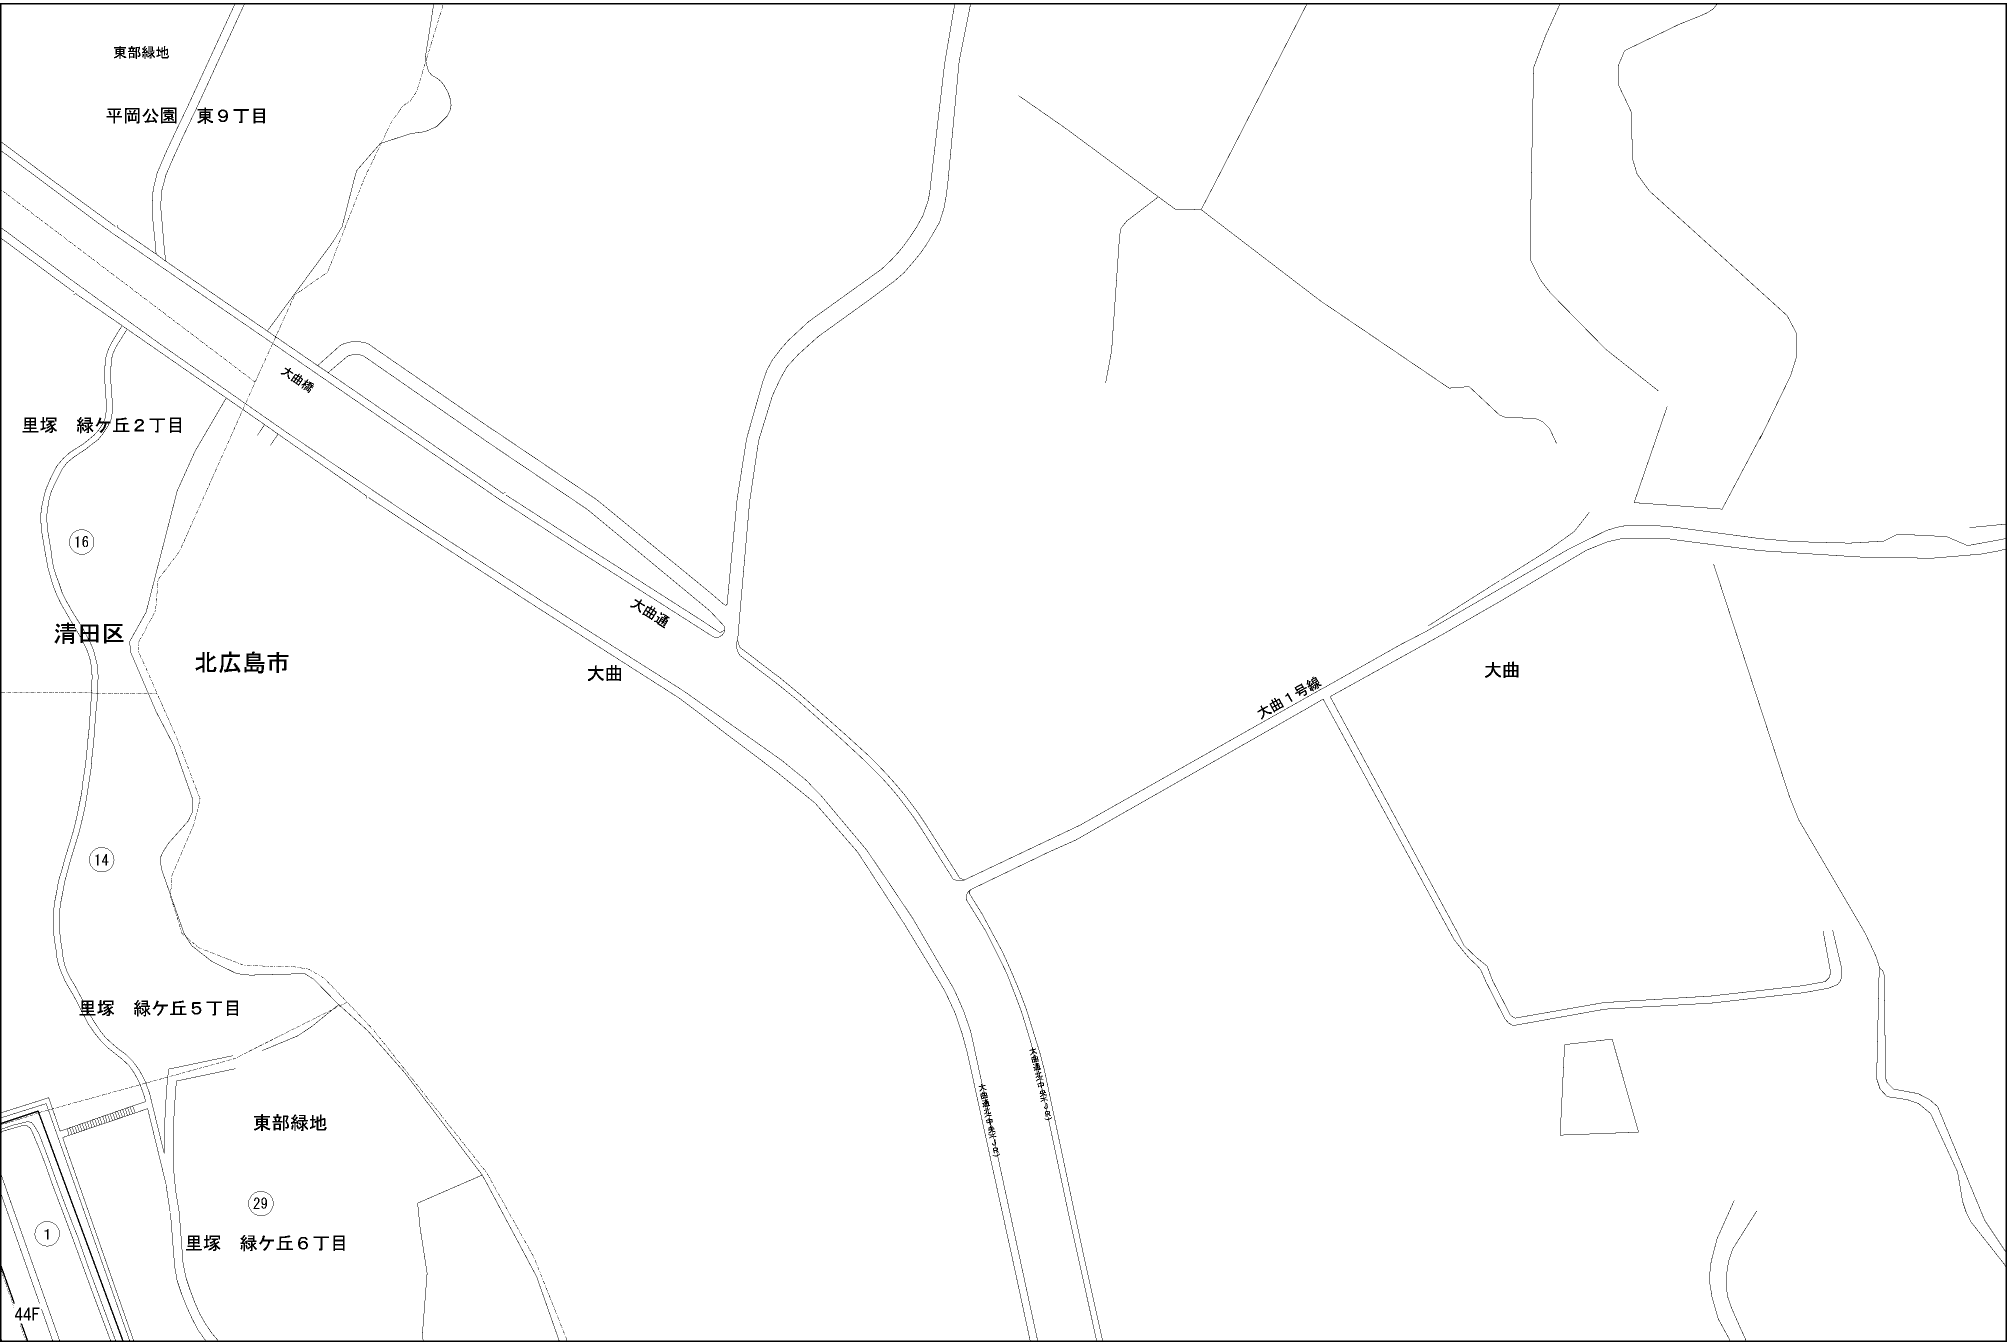 東部緑地
平岡公園　東９丁目
大曲橋
里塚　緑ケ丘２丁目
16
大曲通
清田区
北広島市
大曲
大曲
大曲１号線
14
里塚　緑ケ丘５丁目
東部緑地
29
1
里塚　緑ケ丘６丁目
44F